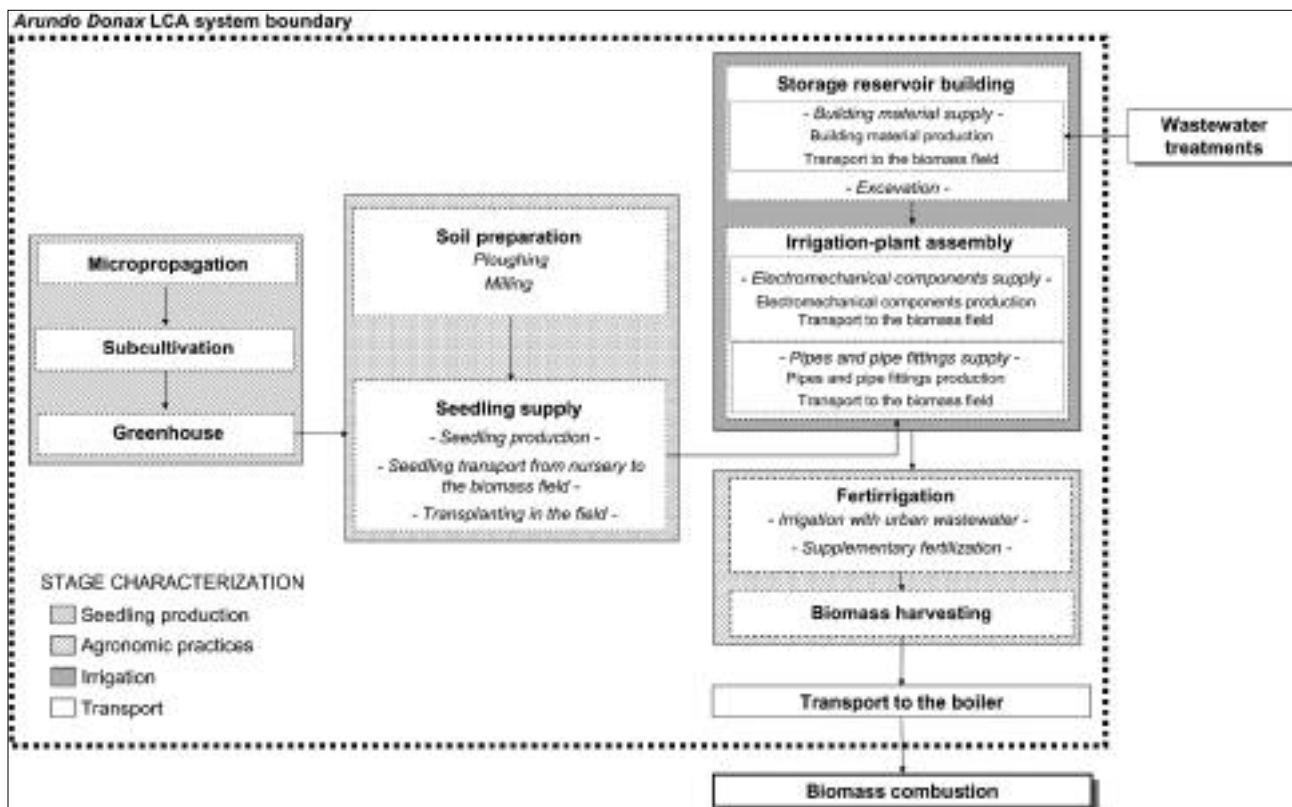 Arundo Donax LCA system boundary
Storage reservoir building
- Building material supply -
Building material production
Transport to the biomass field
- Excavation -
Wastewater
treatments
Irrigation-plant assembly
- Electromechanical components supply -
Electromechanical components production
Transport to the biomass field
- Pipes and pipe fittings supply -
Pipes and pipe fittings production
Transport to the biomass field
Soil preparation
Ploughing
Milling
Micropropagation
Subcultivation
Greenhouse
Seedling supply
- Seedling production -
- Seedling transport from nursery to
the biomass field -
- Transplanting in the field -
Fertirrigation
- Irrigation with urban wastewater -
- Supplementary fertilization -
Biomass harvesting
STAGE CHARACTERIZATION
Seedling production
Agronomic practices
Irrigation
Transport
Transport to the boiler
Biomass combustion